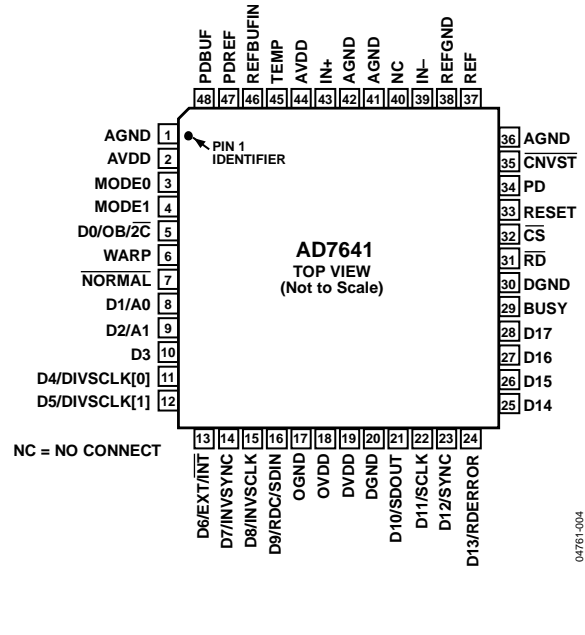 48 PDBUF
47 PDREF
46 REFBUFIN
45 TEMP
44 AVDD
43 IN+
42 AGND
41 AGND
40 NC
39 IN–
38 REFGND
37 REF
AGND 1
AVDD 2
MODE0 3
MODE1 4
D0/OB/2C̅ 5
WARP 6
N̅O̅R̅M̅A̅L̅ 7
D1/A0 8
D2/A1 9
D3 10
D4/DIVSCLK[0] 11
D5/DIVSCLK[1] 12
PIN 1
IDENTIFIER
AD7641
TOP VIEW
(Not to Scale)
36 AGND
35 C̅N̅V̅S̅T̅
34 PD
33 RESET
32 C̅S̅
31 R̅D̅
30 DGND
29 BUSY
28 D17
27 D16
26 D15
25 D14
13 D6/EXT/I̅N̅T̅
14 D7/INVSYNC
15 D8/INVSCLK
16 D9/RDC/SDIN
17 OGND
18 OVDD
19 DVDD
20 DGND
21 D10/SDOUT
22 D11/SCLK
23 D12/SYNC
24 D13/RDERROR
NC = NO CONNECT
04761-004